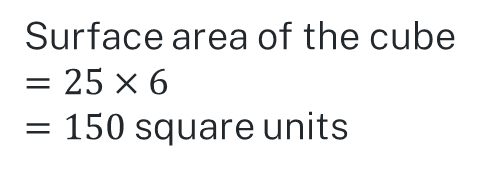 Surface area of the cube
= 25 × 6
= 150 square units